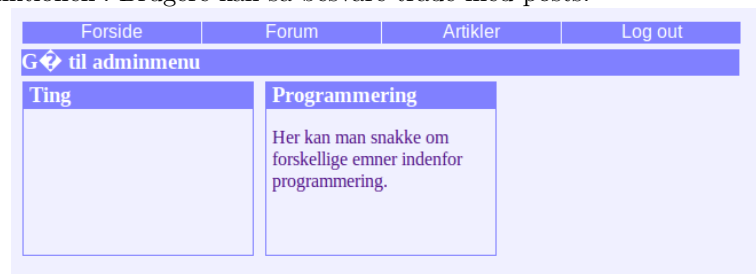 Forside Forum Artikler Log out
G� til adminmenu
Ting
Programmering
Her kan man snakke om
forskellige emner indenfor
programmering.